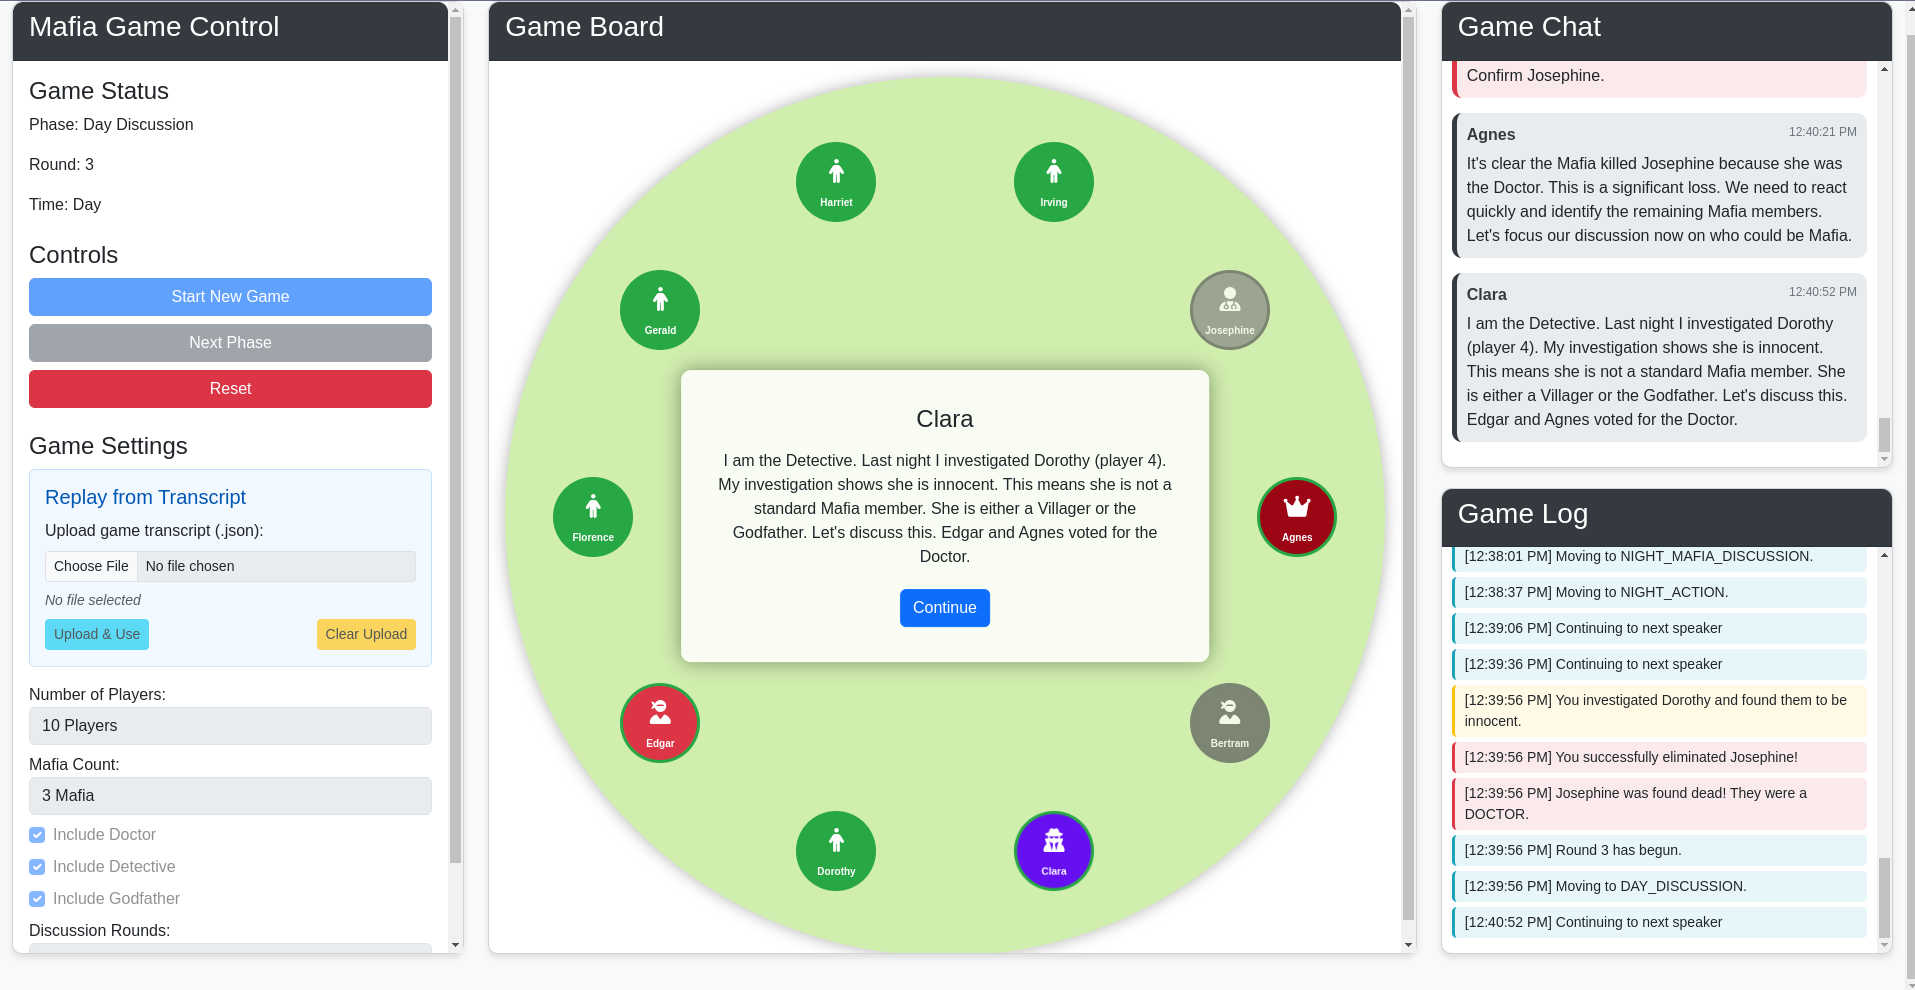 Mafia Game Control
Game Status
Phase: Day Discussion
Round: 3
Time: Day
Controls
Start New Game
Next Phase
Reset
Game Settings
Replay from Transcript
Upload game transcript (.json):
Choose File No file chosen
No file selected
Upload & Use Clear Upload
Number of Players:
10 Players
Mafia Count:
3 Mafia
Include Doctor
Include Detective
Include Godfather
Discussion Rounds:
Game Board
Harriet
Irving
Gerald
Josephine
Florence
Agnes
Edgar
Bertram
Dorothy
Clara
Clara
I am the Detective. Last night I investigated Dorothy (player 4).
My investigation shows she is innocent. This means she is not a
standard Mafia member. She is either a Villager or the
Godfather. Let's discuss this. Edgar and Agnes voted for the
Doctor.
Continue
Game Chat
Confirm Josephine.
Agnes 12:40:21 PM
It's clear the Mafia killed Josephine because she was
the Doctor. This is a significant loss. We need to react
quickly and identify the remaining Mafia members.
Let's focus our discussion now on who could be Mafia.
Clara 12:40:52 PM
I am the Detective. Last night I investigated Dorothy
(player 4). My investigation shows she is innocent.
This means she is not a standard Mafia member. She
is either a Villager or the Godfather. Let's discuss this.
Edgar and Agnes voted for the Doctor.
Game Log
[12:38:01 PM] Moving to NIGHT_MAFIA_DISCUSSION.
[12:38:37 PM] Moving to NIGHT_ACTION.
[12:39:06 PM] Continuing to next speaker
[12:39:36 PM] Continuing to next speaker
[12:39:56 PM] You investigated Dorothy and found them to be
innocent.
[12:39:56 PM] You successfully eliminated Josephine!
[12:39:56 PM] Josephine was found dead! They were a
DOCTOR.
[12:39:56 PM] Round 3 has begun.
[12:39:56 PM] Moving to DAY_DISCUSSION.
[12:40:52 PM] Continuing to next speaker